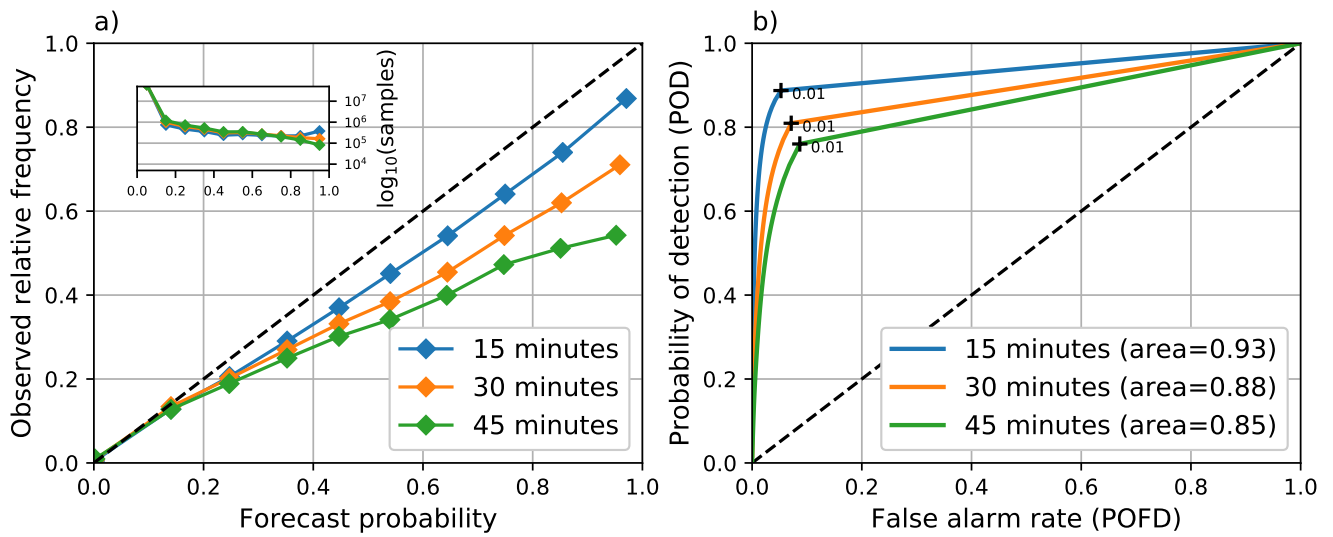 a)
Observed relative frequency
1.0
0.8
0.6
0.4
0.2
0.0
0.0 0.2 0.4 0.6 0.8 1.0
Forecast probability
10^7
10^6
10^5
10^4
0.0 0.2 0.4 0.6 0.8 1.0
log₁₀(samples)
15 minutes
30 minutes
45 minutes
b)
Probability of detection (POD)
1.0
0.8
0.6
0.4
0.2
0.0
0.0 0.2 0.4 0.6 0.8 1.0
False alarm rate (POFD)
0.01
0.01
0.01
15 minutes (area=0.93)
30 minutes (area=0.88)
45 minutes (area=0.85)